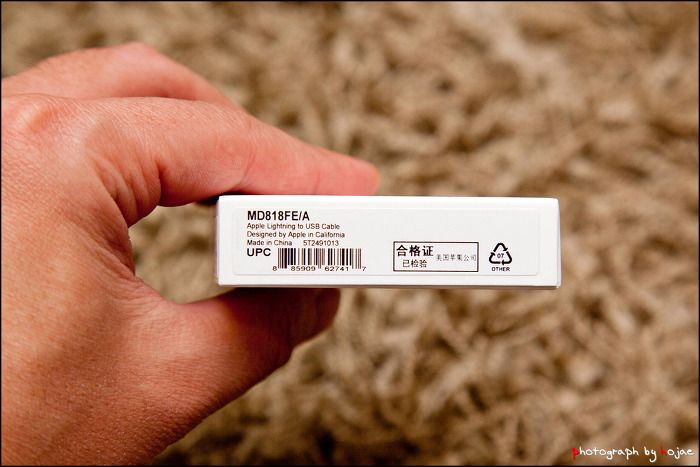 MD818FE/A
Apple Lightning to USB Cable
Designed by Apple in California
Made in China 5T2491013
UPC
8 85909 62741 7
合格证
已检验
美国苹果公司
07
OTHER
photograph by hojae